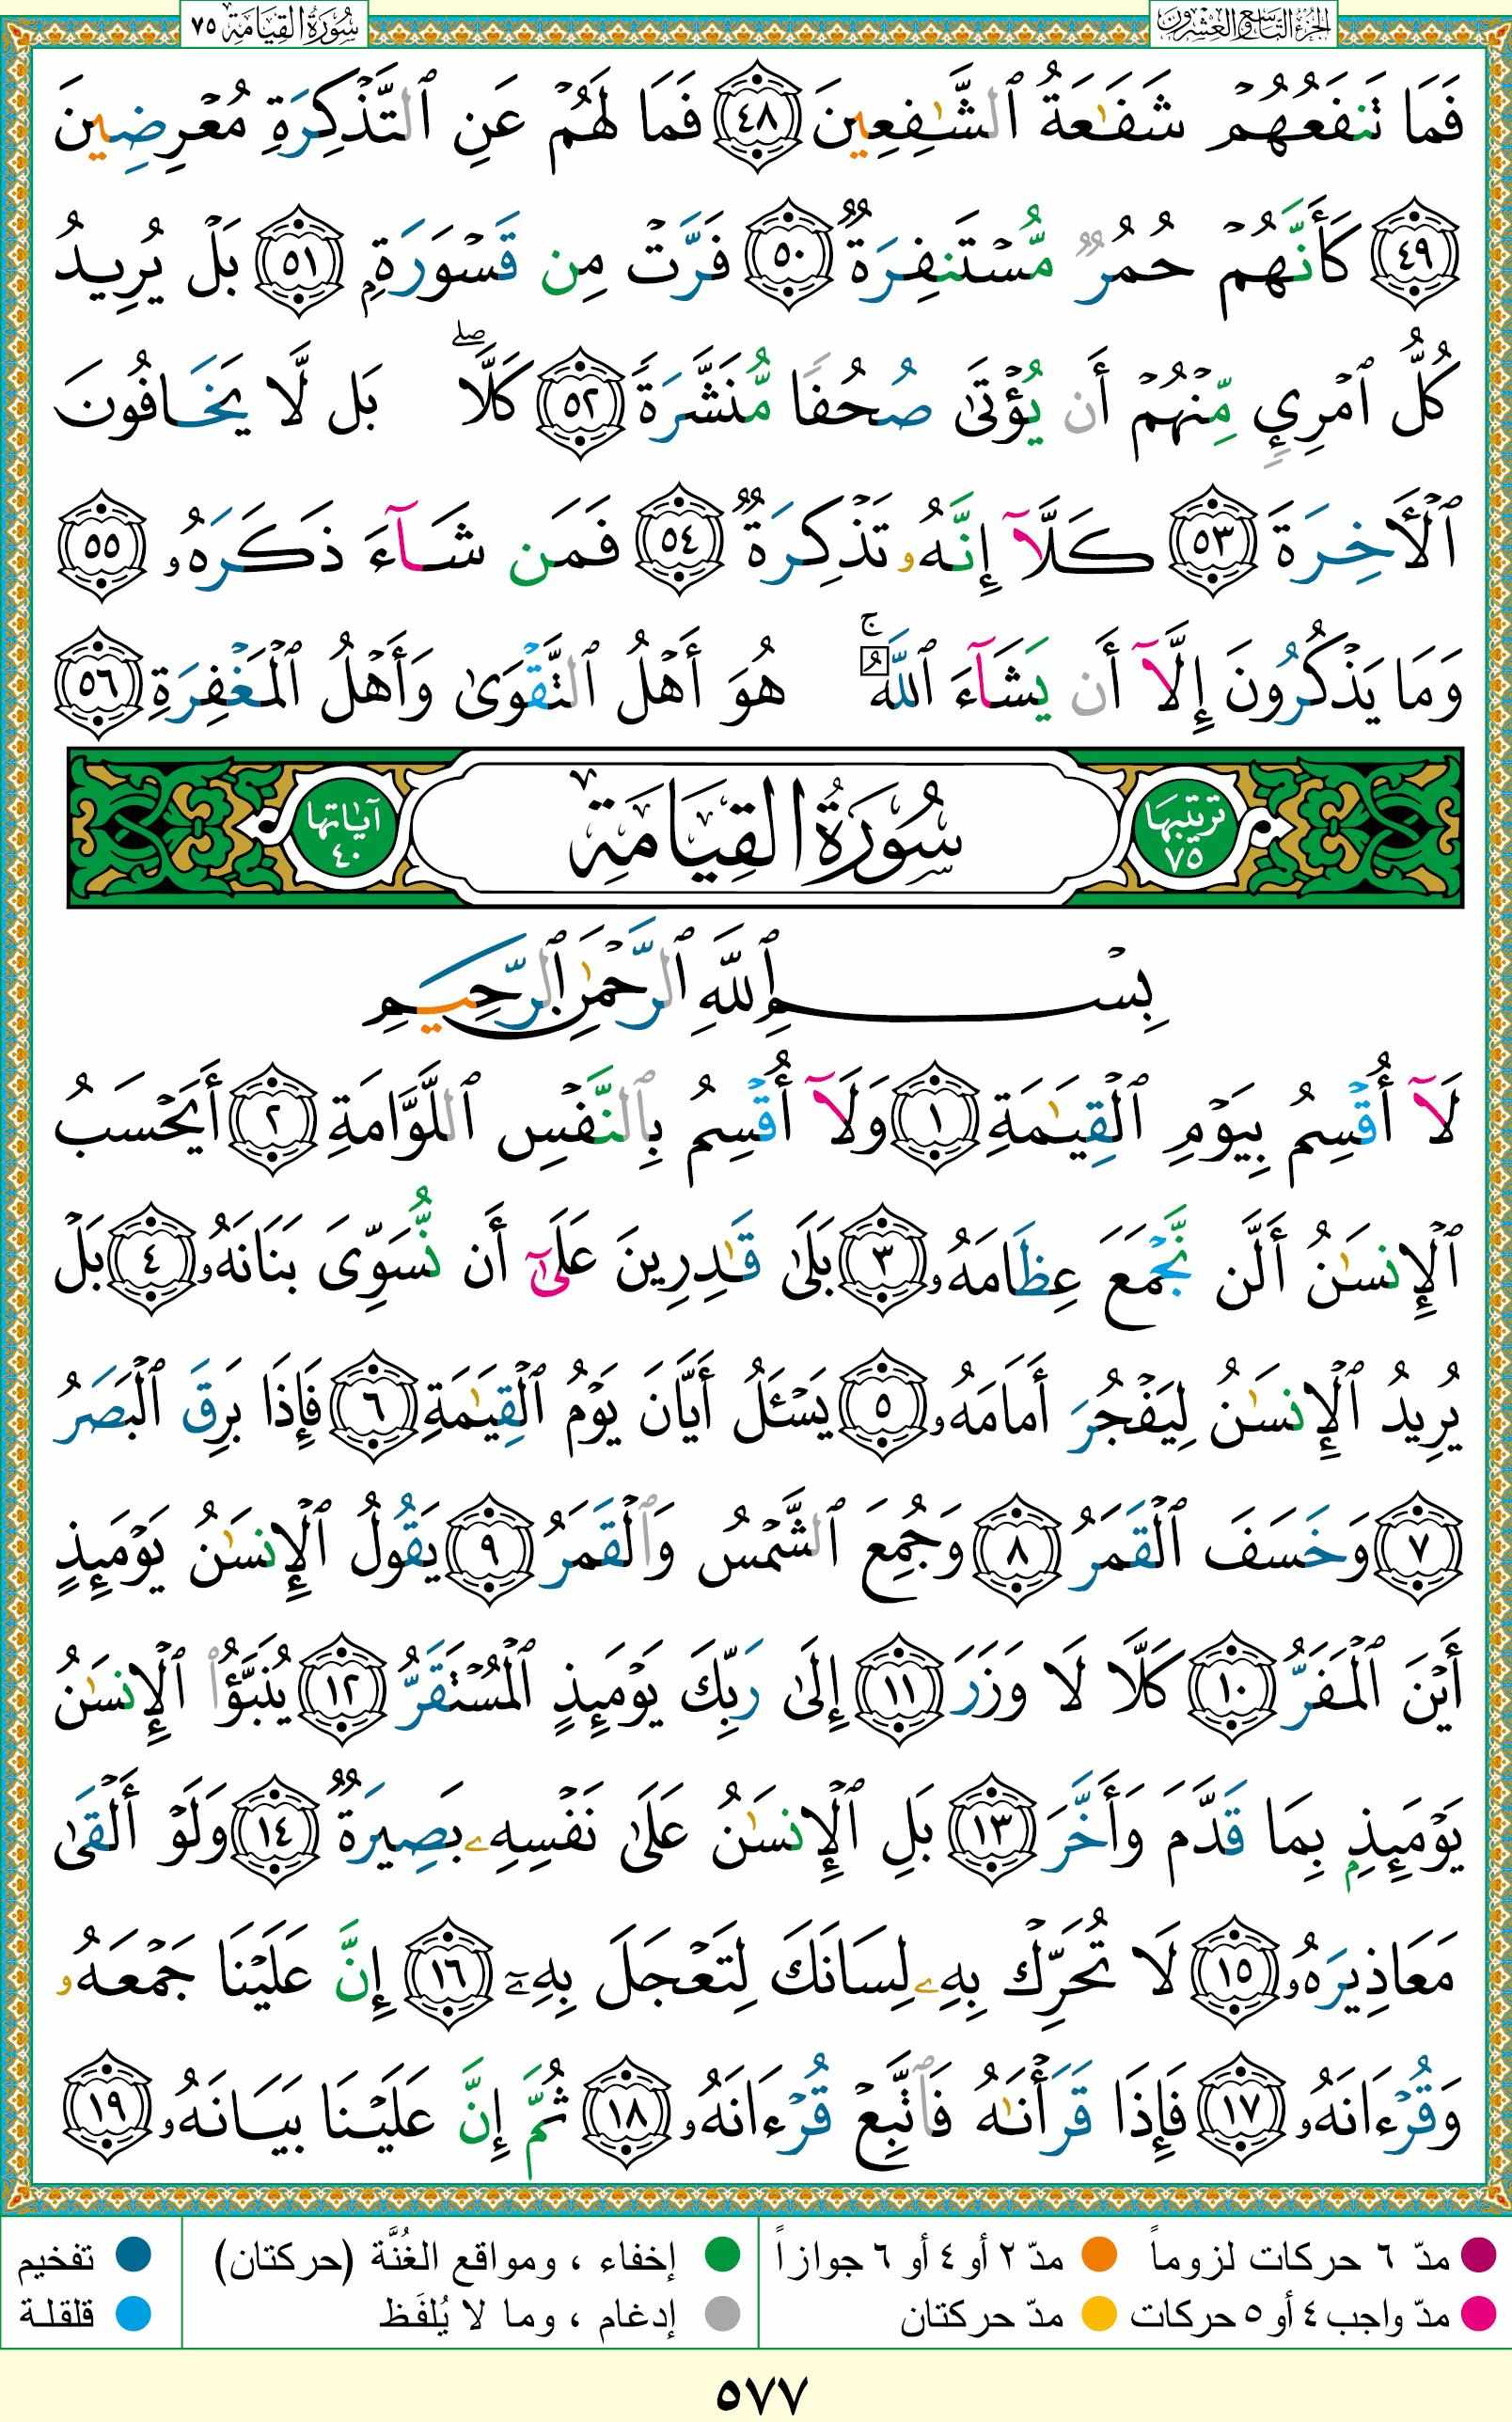 الجزء التاسع والعشرون
سُورَةُ القِيَامَةِ ٧٥
فَمَا تَنفَعُهُمْ شَفَٰعَةُ ٱلشَّٰفِعِينَ ٤٨ فَمَا لَهُمْ عَنِ ٱلتَّذْكِرَةِ مُعْرِضِينَ
٤٩ كَأَنَّهُمْ حُمُرٌ مُّسْتَنفِرَةٌ ٥٠ فَرَّتْ مِن قَسْوَرَةٍۭ ٥١ بَلْ يُرِيدُ
كُلُّ ٱمْرِئٍ مِّنْهُمْ أَن يُؤْتَىٰ صُحُفًا مُّنَشَّرَةً ٥٢ كَلَّا ۖ بَل لَّا يَخَافُونَ
ٱلْأَخِرَةَ ٥٣ كَلَّآ إِنَّهُۥ تَذْكِرَةٌ ٥٤ فَمَن شَآءَ ذَكَرَهُۥ ٥٥
وَمَا يَذْكُرُونَ إِلَّآ أَن يَشَآءَ ٱللَّهُ ۚ هُوَ أَهْلُ ٱلتَّقْوَىٰ وَأَهْلُ ٱلْمَغْفِرَةِ ٥٦
ترتيبها ٧٥ سُورَةُ القِيَامَةِ آيَاتها ٤٠
بِسْمِ ٱللَّهِ ٱلرَّحْمَٰنِ ٱلرَّحِيمِ
لَآ أُقْسِمُ بِيَوْمِ ٱلْقِيَٰمَةِ ١ وَلَآ أُقْسِمُ بِٱلنَّفْسِ ٱللَّوَّامَةِ ٢ أَيَحْسَبُ
ٱلْإِنسَٰنُ أَلَّن نَّجْمَعَ عِظَامَهُۥ ٣ بَلَىٰ قَٰدِرِينَ عَلَىٰٓ أَن نُّسَوِّىَ بَنَانَهُۥ ٤ بَلْ
يُرِيدُ ٱلْإِنسَٰنُ لِيَفْجُرَ أَمَامَهُۥ ٥ يَسْـَٔلُ أَيَّانَ يَوْمُ ٱلْقِيَٰمَةِ ٦ فَإِذَا بَرِقَ ٱلْبَصَرُ
٧ وَخَسَفَ ٱلْقَمَرُ ٨ وَجُمِعَ ٱلشَّمْسُ وَٱلْقَمَرُ ٩ يَقُولُ ٱلْإِنسَٰنُ يَوْمَئِذٍ
أَيْنَ ٱلْمَفَرُّ ١٠ كَلَّا لَا وَزَرَ ١١ إِلَىٰ رَبِّكَ يَوْمَئِذٍ ٱلْمُسْتَقَرُّ ١٢ يُنَبَّؤُا۟ ٱلْإِنسَٰنُ
يَوْمَئِذٍۭ بِمَا قَدَّمَ وَأَخَّرَ ١٣ بَلِ ٱلْإِنسَٰنُ عَلَىٰ نَفْسِهِۦ بَصِيرَةٌ ١٤ وَلَوْ أَلْقَىٰ
مَعَاذِيرَهُۥ ١٥ لَا تُحَرِّكْ بِهِۦ لِسَانَكَ لِتَعْجَلَ بِهِۦٓ ١٦ إِنَّ عَلَيْنَا جَمْعَهُۥ
وَقُرْءَانَهُۥ ١٧ فَإِذَا قَرَأْنَٰهُ فَٱتَّبِعْ قُرْءَانَهُۥ ١٨ ثُمَّ إِنَّ عَلَيْنَا بَيَانَهُۥ ١٩
مدّ ٦ حركات لزوماً مدّ ٢ أو ٤ أو ٦ جوازاً إخفاء ، ومواقع الغُنَّة (حركتان) تفخيم
مدّ واجب ٤ أو ٥ حركات مدّ حركتان إدغام ، وما لا يُلفَظ قلقلة
٥٧٧